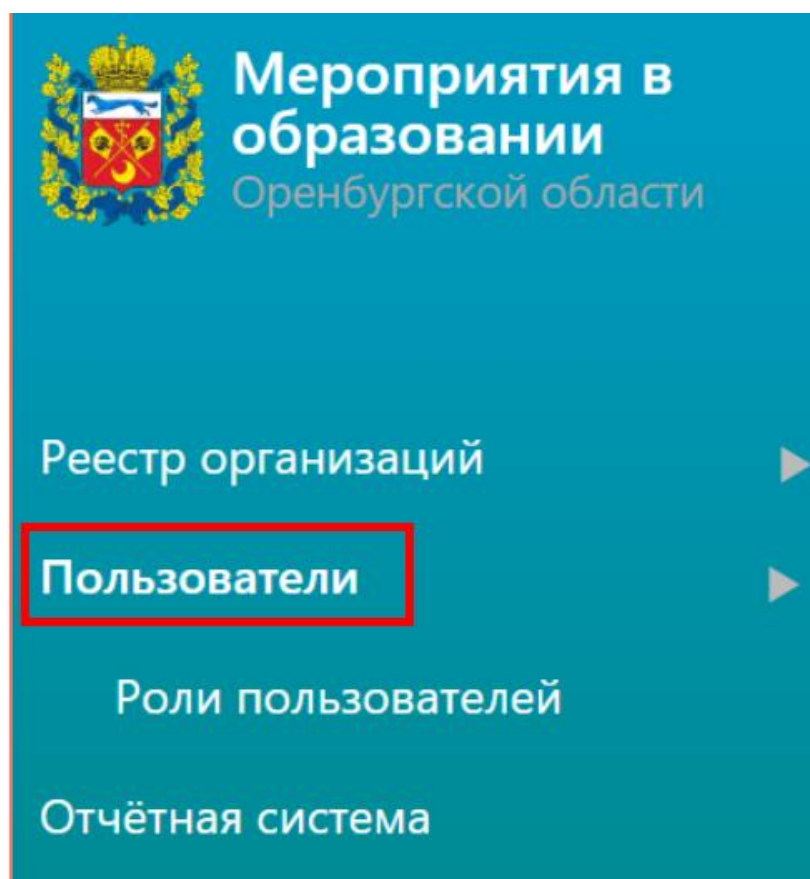 Мероприятия в
образовании
Оренбургской области
Реестр организаций
Пользователи
Роли пользователей
Отчётная система